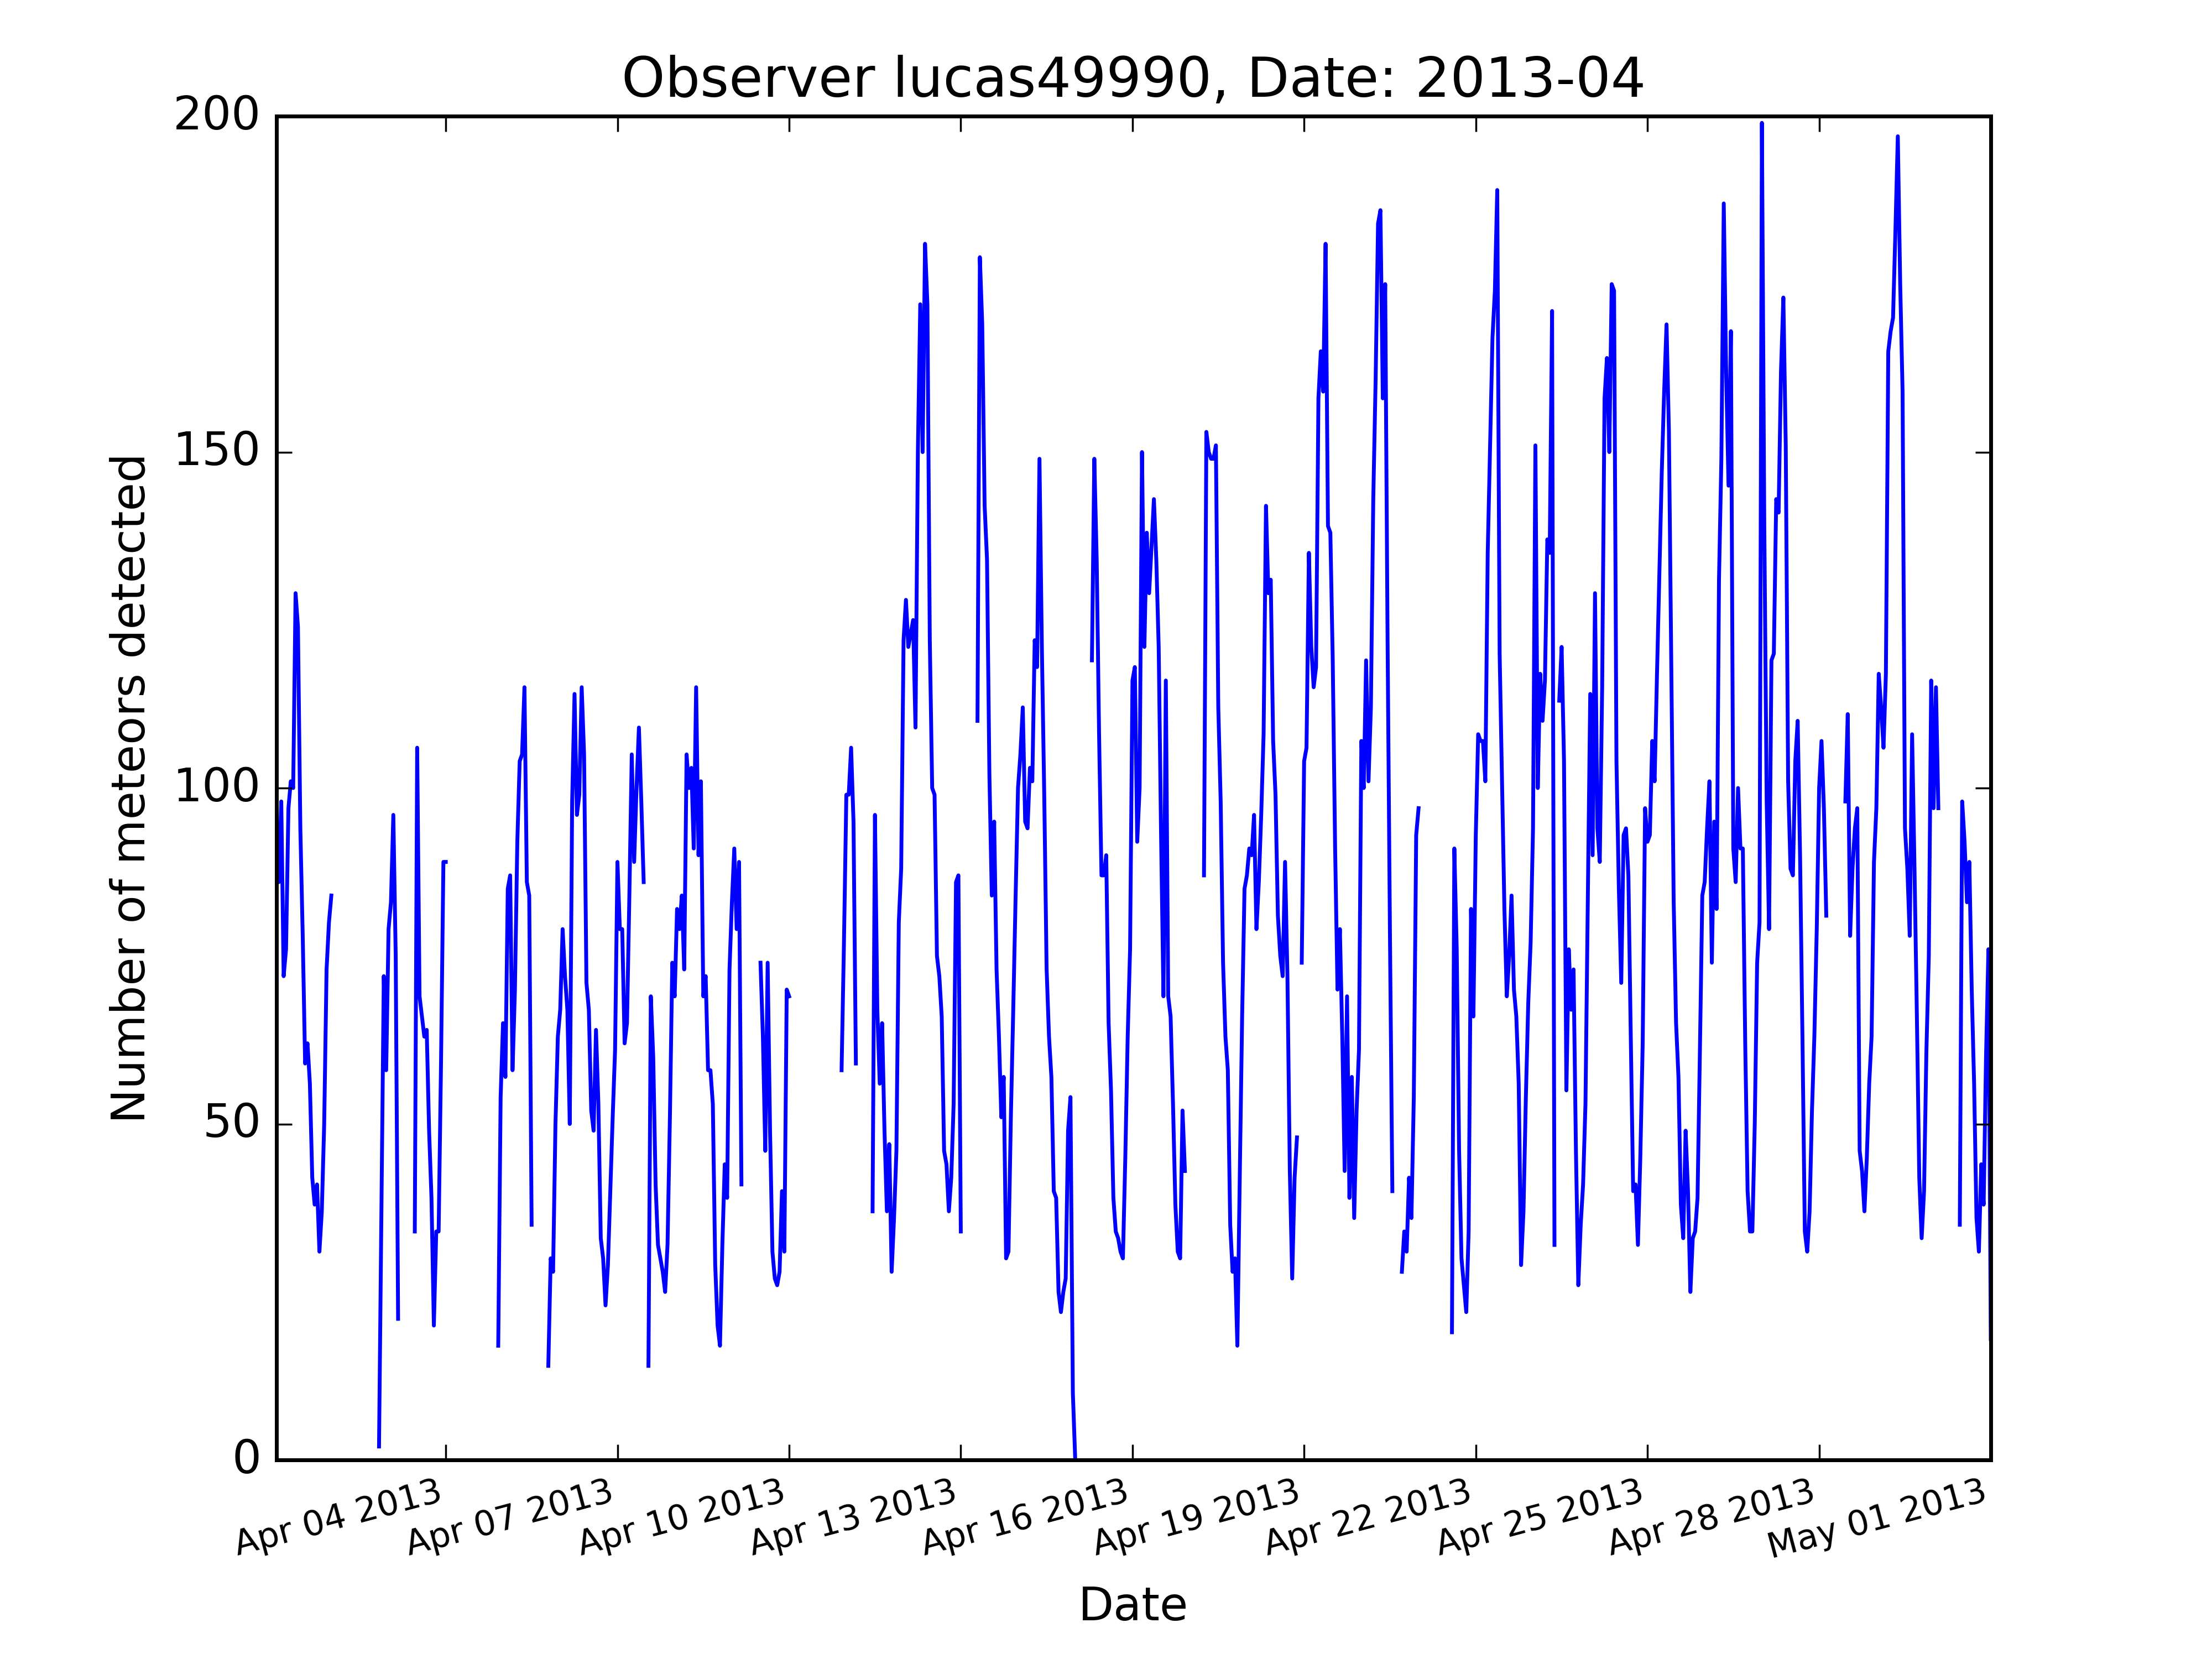 Observer lucas49990, Date: 2013-04
200
150
100
50
0
Number of meteors detected
Apr 04 2013
Apr 07 2013
Apr 10 2013
Apr 13 2013
Apr 16 2013
Apr 19 2013
Apr 22 2013
Apr 25 2013
Apr 28 2013
May 01 2013
Date